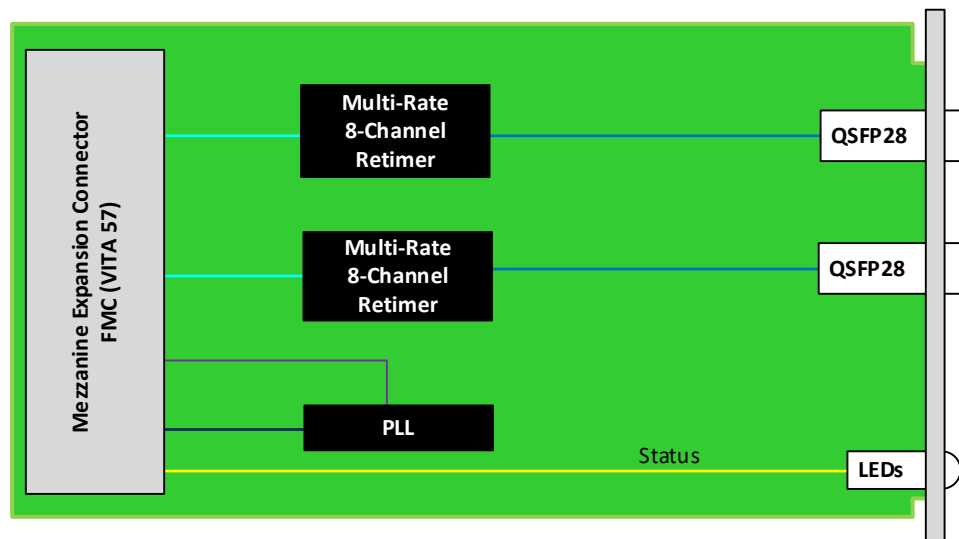 Mezzanine Expansion Connector
FMC (VITA 57)
Multi-Rate
8-Channel
Retimer
QSFP28
Multi-Rate
8-Channel
Retimer
QSFP28
PLL
Status
LEDs